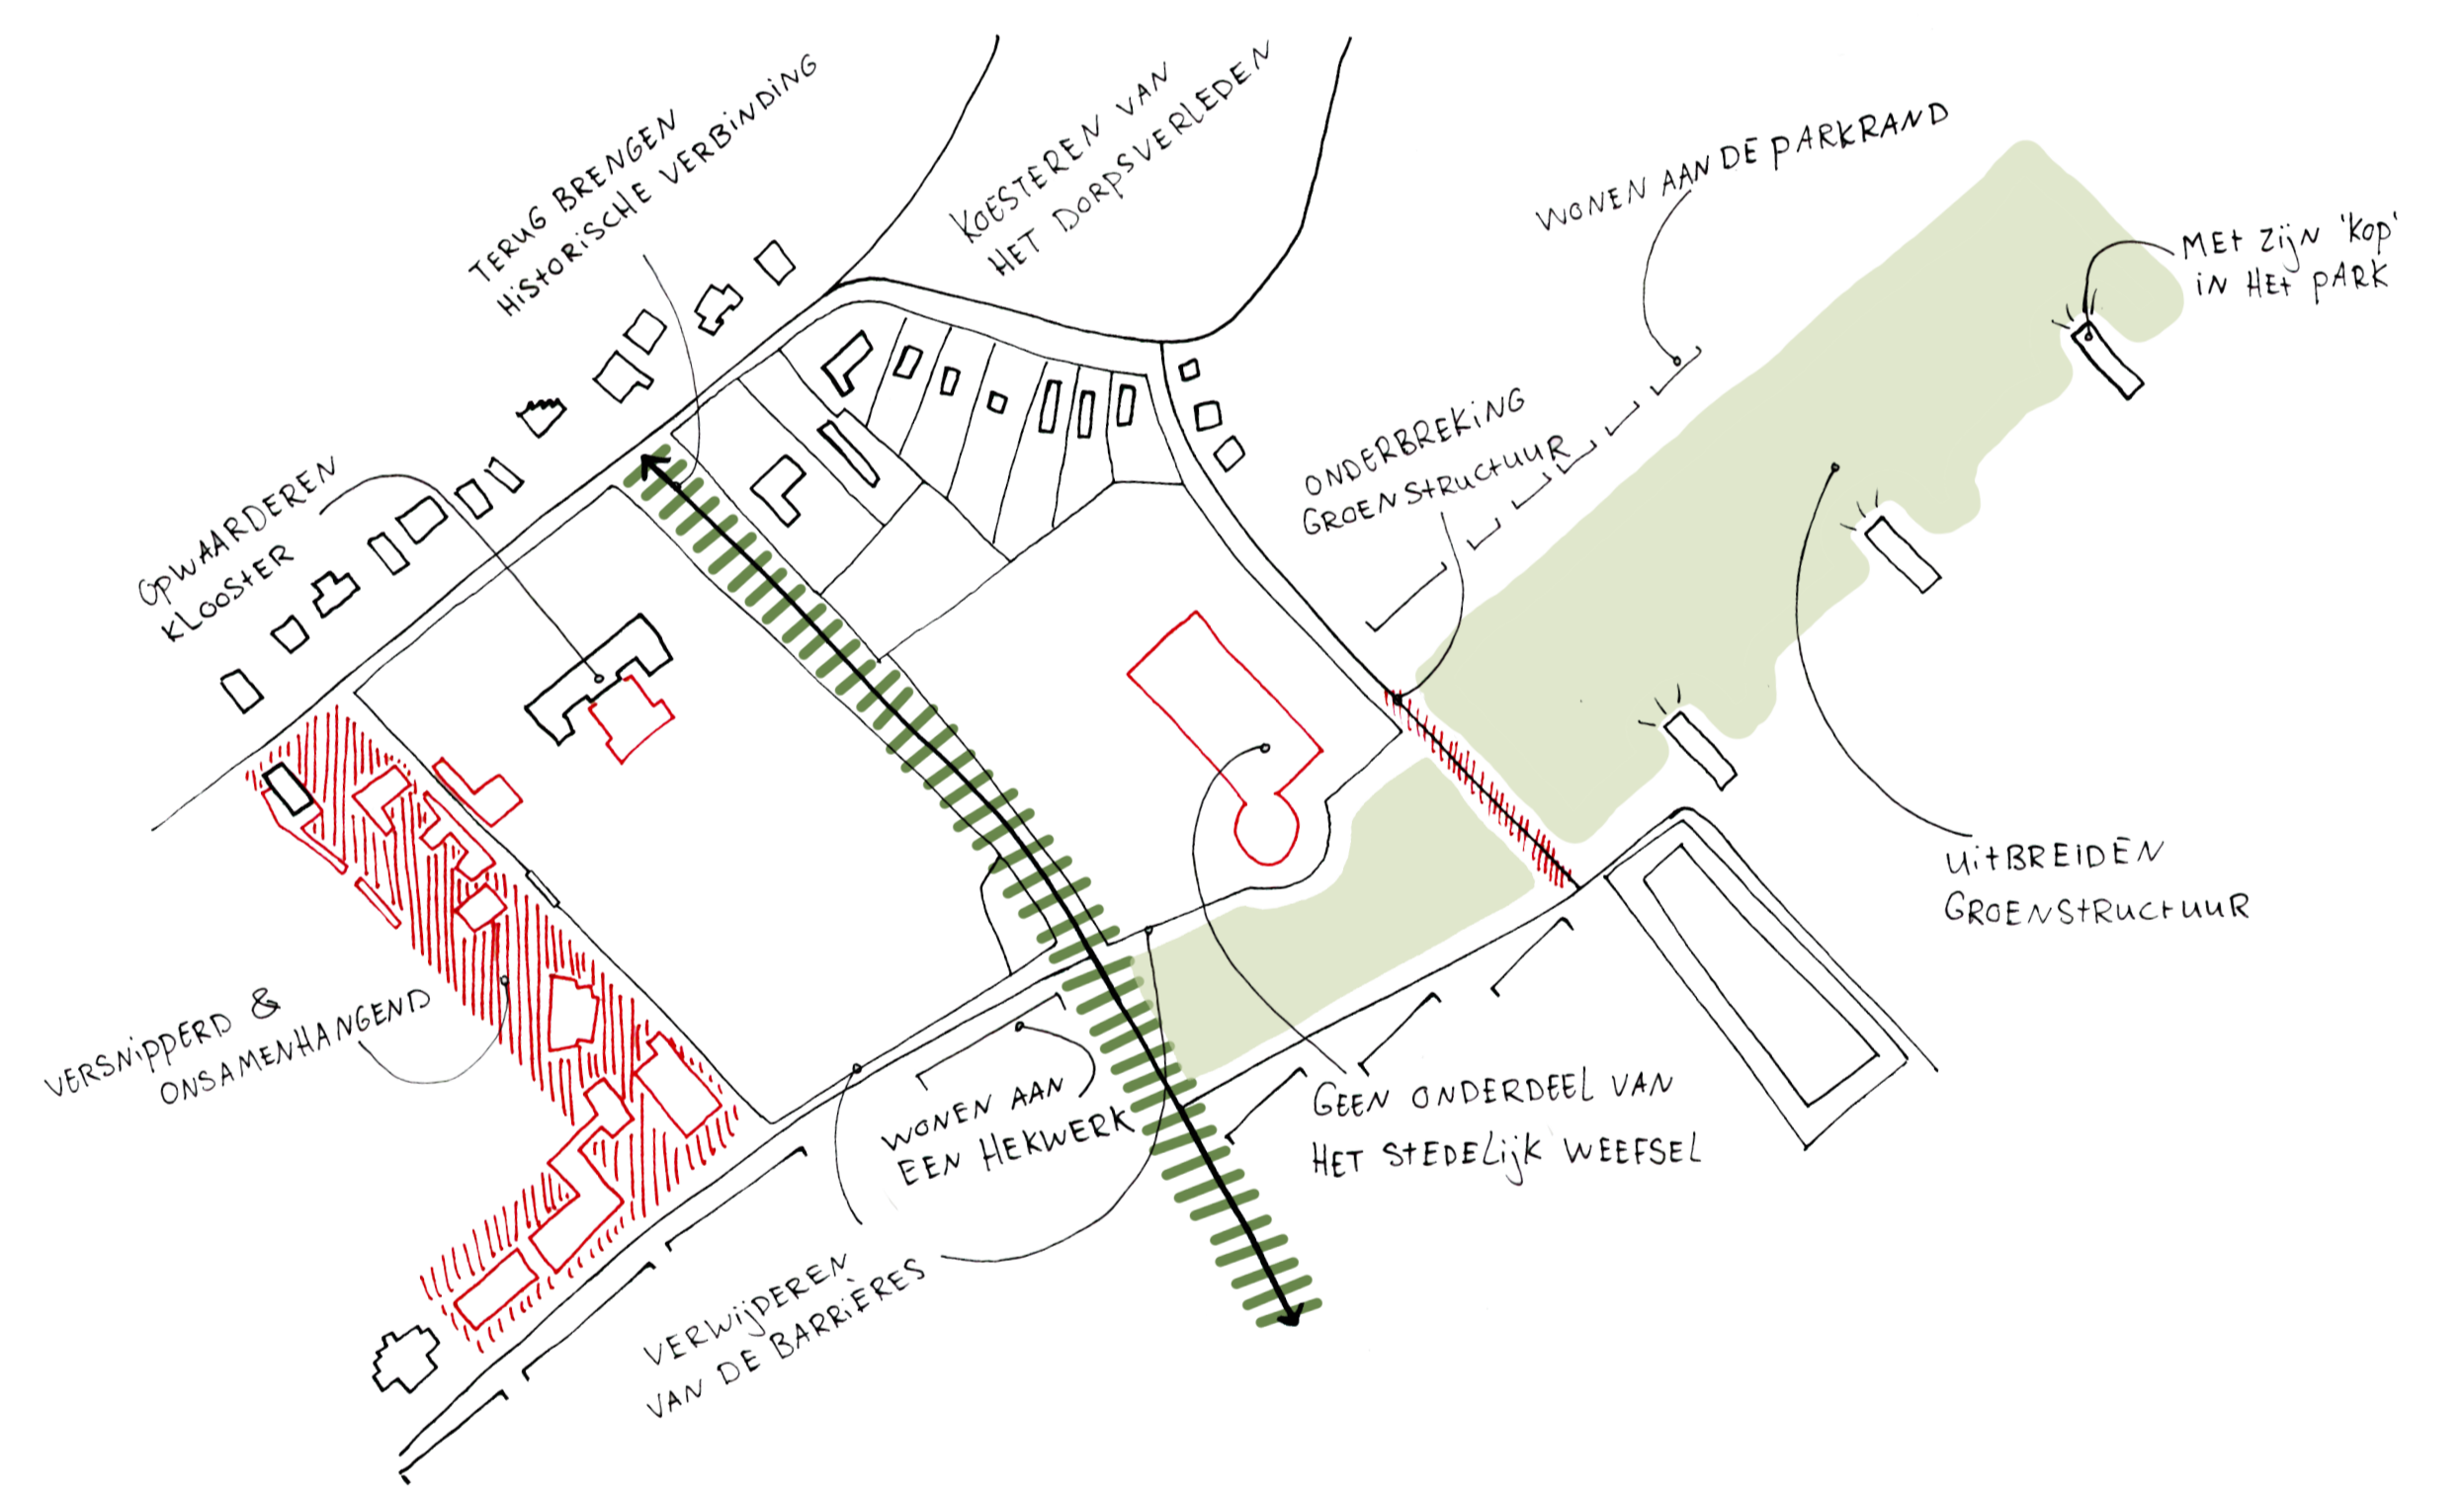 TERUG BRENGEN
HISTORISCHE VERBINDING
KOESTEREN VAN
HET DORPSVERLEDEN
WONEN AAN DE PARKRAND
MET ZIJN 'KOP'
IN HET PARK
ONDERBREKING
GROENSTRUCTUUR
OPWAARDEREN
KLOOSTER
UITBREIDEN
GROENSTRUCTUUR
VERSNIPPERD &
ONSAMENHANGEND
WONEN AAN
EEN HEKWERK
GEEN ONDERDEEL VAN
HET STEDELIJK WEEFSEL
VERWIJDEREN
VAN DE BARRIÈRES